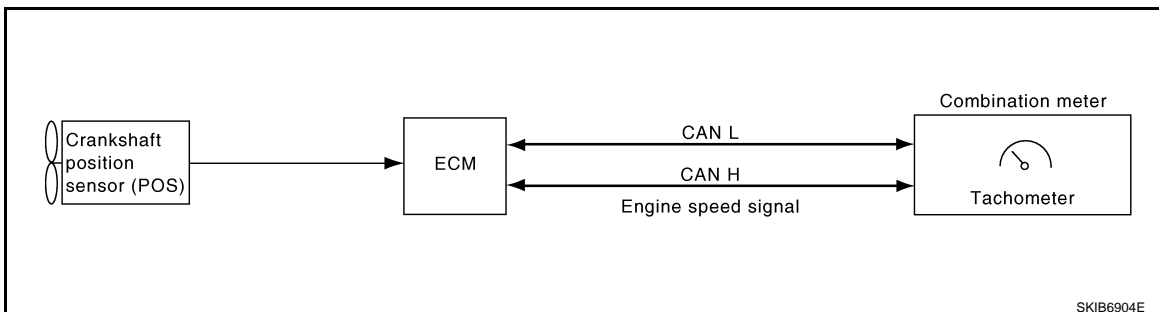 Crankshaft
position
sensor (POS)
ECM
CAN L
CAN H
Engine speed signal
Combination meter
Tachometer
SKIB6904E